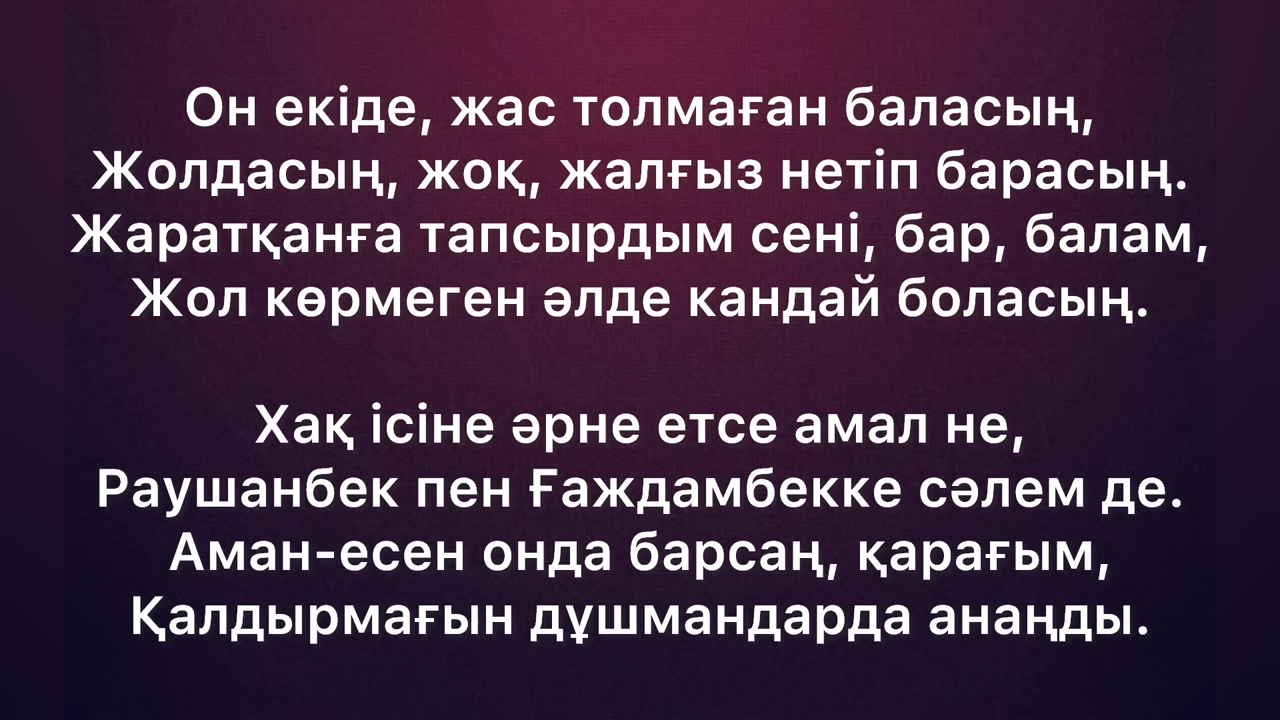 Он екіде, жас толмаған баласың,
Жолдасың, жоқ, жалғыз нетіп барасың.
Жаратқанға тапсырдым сені, бар, балам,
Жол көрмеген әлде кандай боласың.
Хақ ісіне әрне етсе амал не,
Раушанбек пен Ғаждамбекке сәлем де.
Аман-есен онда барсаң, қарағым,
Қалдырмағын дұшмандарда анаңды.